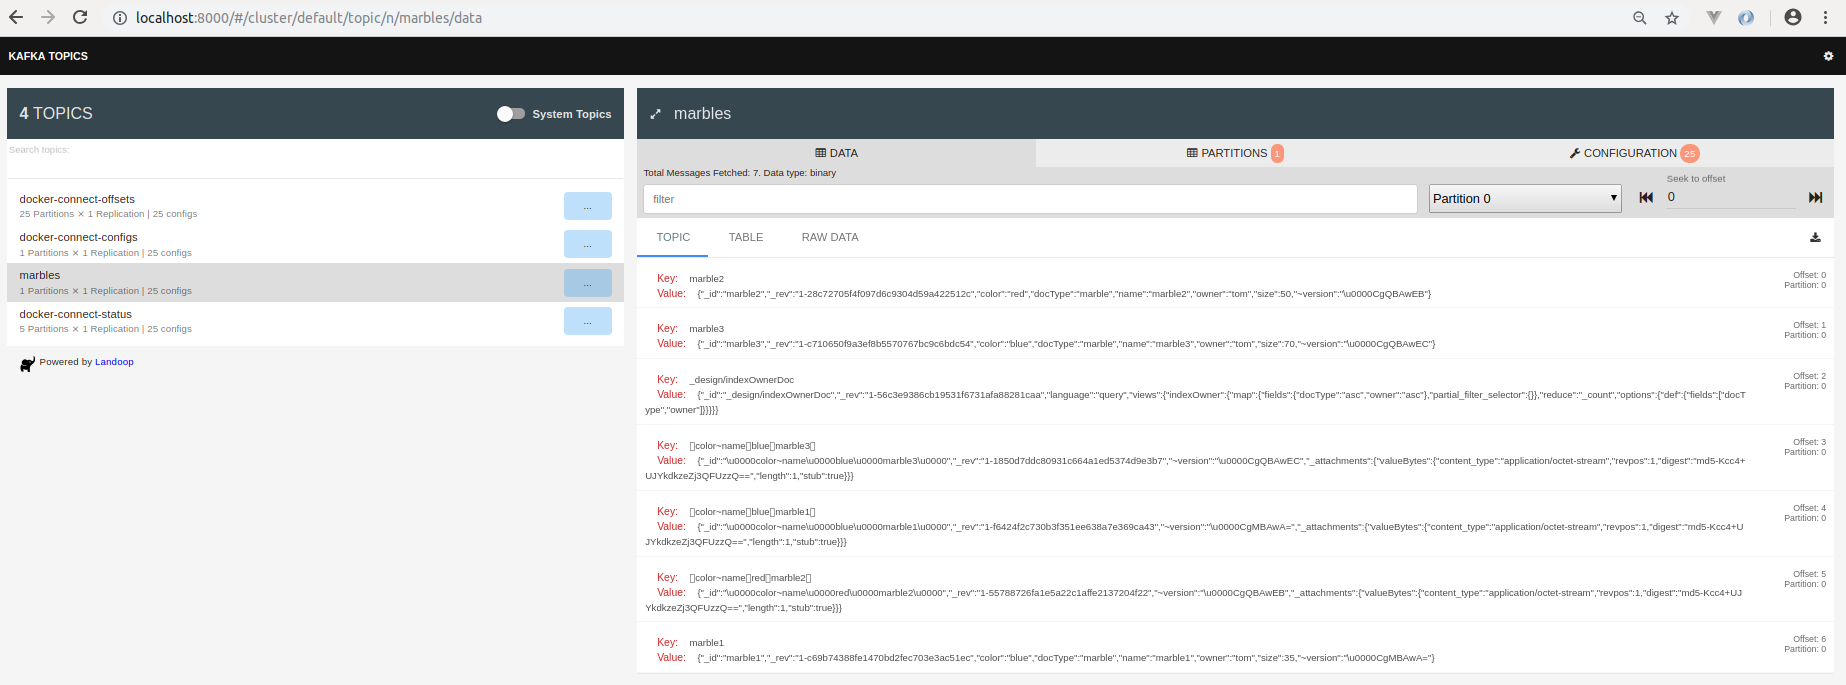 localhost:8000/#/cluster/default/topic/n/marbles/data
KAFKA TOPICS
4 TOPICS
System Topics
Search topics:
docker-connect-offsets
25 Partitions × 1 Replication | 25 configs
...
docker-connect-configs
1 Partitions × 1 Replication | 25 configs
...
marbles
1 Partitions × 1 Replication | 25 configs
...
docker-connect-status
5 Partitions × 1 Replication | 25 configs
...
Powered by Landoop
marbles
DATA
PARTITIONS 1
CONFIGURATION 25
Total Messages Fetched: 7. Data type: binary
filter
Partition 0
Seek to offset
0
TOPIC
TABLE
RAW DATA
Key: marble2
Value: {"_id":"marble2","_rev":"1-28c72705f4f097d6c9304d59a422512c","color":"red","docType":"marble","name":"marble2","owner":"tom","size":50,"~version":"\u0000CgQBAwEB"}
Offset: 0
Partition: 0
Key: marble3
Value: {"_id":"marble3","_rev":"1-c710650f9a3ef8b5570767bc9c6bdc54","color":"blue","docType":"marble","name":"marble3","owner":"tom","size":70,"~version":"\u0000CgQBAwEC"}
Offset: 1
Partition: 0
Key: _design/indexOwnerDoc
Value: {"_id":"_design/indexOwnerDoc","_rev":"1-56c3e9386cb19531f6731afa88281caa","language":"query","views":{"indexOwner":{"map":{"fields":{"docType":"asc","owner":"asc"},"partial_filter_selector":{}},"reduce":"_count","options":{"def":{"fields":["docT
ype","owner"]}}}}}
Offset: 2
Partition: 0
Key: □color~name□blue□marble3□
Value: {"_id":"\u0000color~name\u0000blue\u0000marble3\u0000","_rev":"1-1850d7ddc80931c664a1ed5374d9e3b7","~version":"\u0000CgQBAwEC","_attachments":{"valueBytes":{"content_type":"application/octet-stream","revpos":1,"digest":"md5-Kcc4+
UJYkdkzeZj3QFUzzQ==","length":1,"stub":true}}}
Offset: 3
Partition: 0
Key: □color~name□blue□marble1□
Value: {"_id":"\u0000color~name\u0000blue\u0000marble1\u0000","_rev":"1-f6424f2c730b3f351ee638a7e369ca43","~version":"\u0000CgMBAwA=","_attachments":{"valueBytes":{"content_type":"application/octet-stream","revpos":1,"digest":"md5-Kcc4+U
JYkdkzeZj3QFUzzQ==","length":1,"stub":true}}}
Offset: 4
Partition: 0
Key: □color~name□red□marble2□
Value: {"_id":"\u0000color~name\u0000red\u0000marble2\u0000","_rev":"1-55788726fa1e5a22c1affe2137204f22","~version":"\u0000CgQBAwEB","_attachments":{"valueBytes":{"content_type":"application/octet-stream","revpos":1,"digest":"md5-Kcc4+UJ
YkdkzeZj3QFUzzQ==","length":1,"stub":true}}}
Offset: 5
Partition: 0
Key: marble1
Value: {"_id":"marble1","_rev":"1-c69b74388fe1470bd2fec703e3ac51ec","color":"blue","docType":"marble","name":"marble1","owner":"tom","size":35,"~version":"\u0000CgMBAwA="}
Offset: 6
Partition: 0